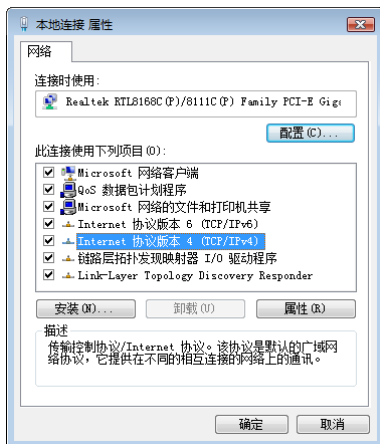 本地连接 属性
网络
连接时使用:
Realtek RTL8168C(P)/8111C(P) Family PCI-E Giga
配置(C)...
此连接使用下列项目(O):
Microsoft 网络客户端
QoS 数据包计划程序
Microsoft 网络的文件和打印机共享
Internet 协议版本 6 (TCP/IPv6)
Internet 协议版本 4 (TCP/IPv4)
链路层拓扑发现映射器 I/O 驱动程序
Link-Layer Topology Discovery Responder
安装(N)... 卸载(U) 属性(R)
描述
传输控制协议/Internet 协议。该协议是默认的广域网
络协议，它提供在不同的相互连接的网络上的通讯。
确定 取消